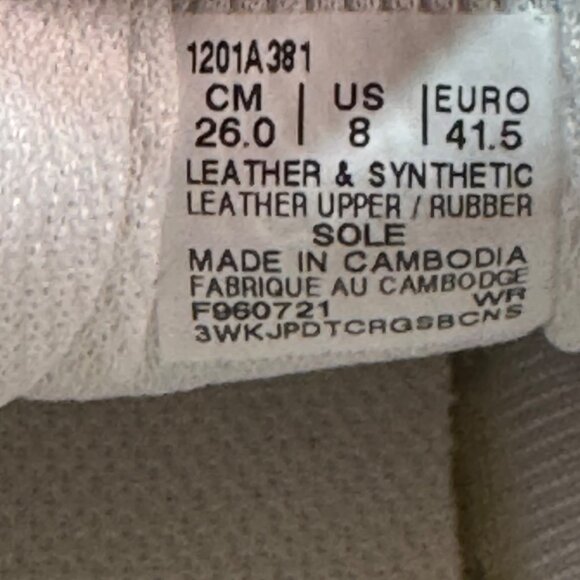 1201A381
CM | US | EURO
26.0 | 8 | 41.5
LEATHER & SYNTHETIC
LEATHER UPPER / RUBBER
SOLE
MADE IN CAMBODIA
FABRIQUE AU CAMBODGE
F960721 WR
3WKJPDTCRGSBCNS